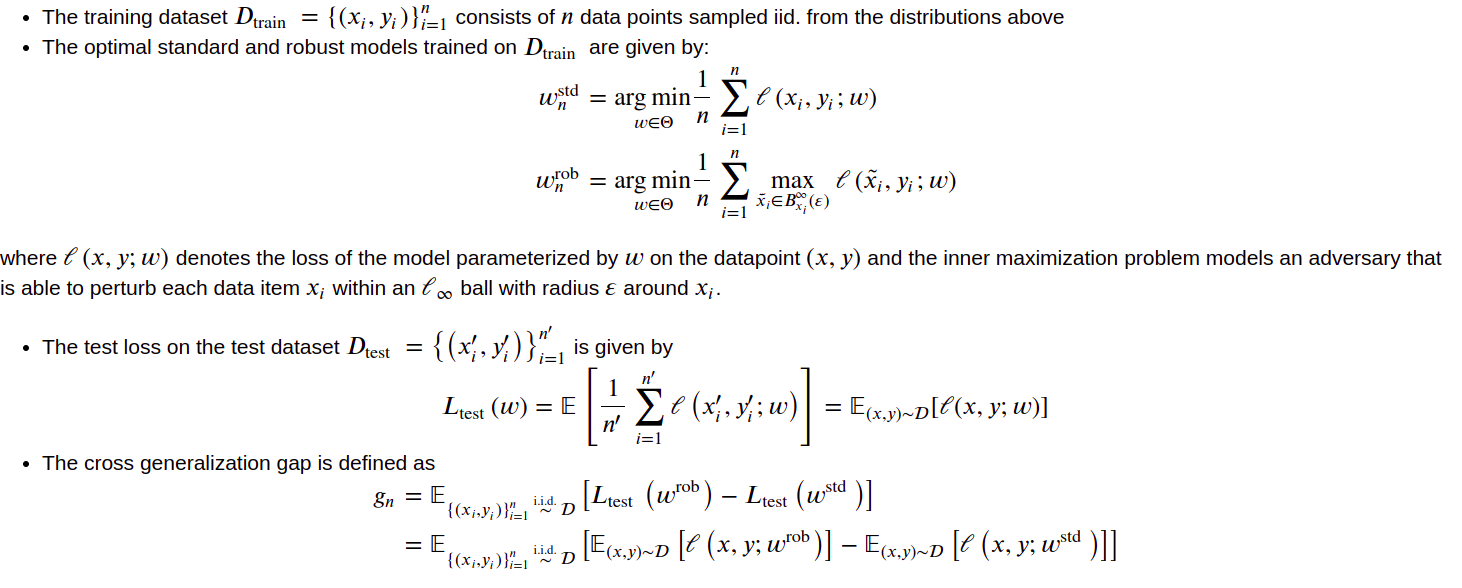 • The training dataset $D_{\text{train}} = \{(x_i, y_i)\}_{i=1}^{n}$ consists of $n$ data points sampled iid. from the distributions above
• The optimal standard and robust models trained on $D_{\text{train}}$ are given by:
$w_n^{\text{std}} = \underset{w \in \Theta}{\arg\min} \frac{1}{n} \sum_{i=1}^{n} \ell(x_i, y_i; w)$
$w_n^{\text{rob}} = \underset{w \in \Theta}{\arg\min} \frac{1}{n} \sum_{i=1}^{n} \max_{\tilde{x}_i \in B_{x_i}^{\infty}(\varepsilon)} \ell(\tilde{x}_i, y_i; w)$
where $\ell(x, y; w)$ denotes the loss of the model parameterized by $w$ on the datapoint $(x, y)$ and the inner maximization problem models an adversary that
is able to perturb each data item $x_i$ within an $\ell_\infty$ ball with radius $\varepsilon$ around $x_i$.
• The test loss on the test dataset $D_{\text{test}} = \{(x_i', y_i')\}_{i=1}^{n'}$ is given by
$L_{\text{test}}(w) = \mathbb{E}\left[\frac{1}{n'} \sum_{i=1}^{n'} \ell(x_i', y_i'; w)\right] = \mathbb{E}_{(x,y) \sim D}[\ell(x, y; w)]$
• The cross generalization gap is defined as
$g_n = \mathbb{E}_{\{(x_i, y_i)\}_{i=1}^{n} \overset{\text{i.i.d.}}{\sim} D}\left[L_{\text{test}}(w^{\text{rob}}) - L_{\text{test}}(w^{\text{std}})\right]$
$= \mathbb{E}_{\{(x_i, y_i)\}_{i=1}^{n} \overset{\text{i.i.d.}}{\sim} D}\left[\mathbb{E}_{(x,y) \sim D}[\ell(x, y; w^{\text{rob}})] - \mathbb{E}_{(x,y) \sim D}[\ell(x, y; w^{\text{std}})]\right]$